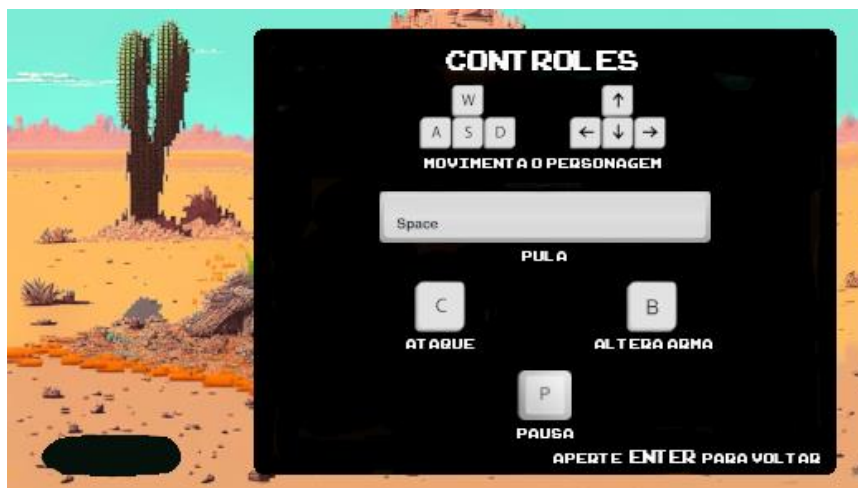 CONTROLES
W ↑
A S D ← ↓ →
MOVIMENTA O PERSONAGEM
Space
PULA
C B
ATAQUE ALTERA ARMA
P
PAUSA
APERTE ENTER PARA VOLTAR